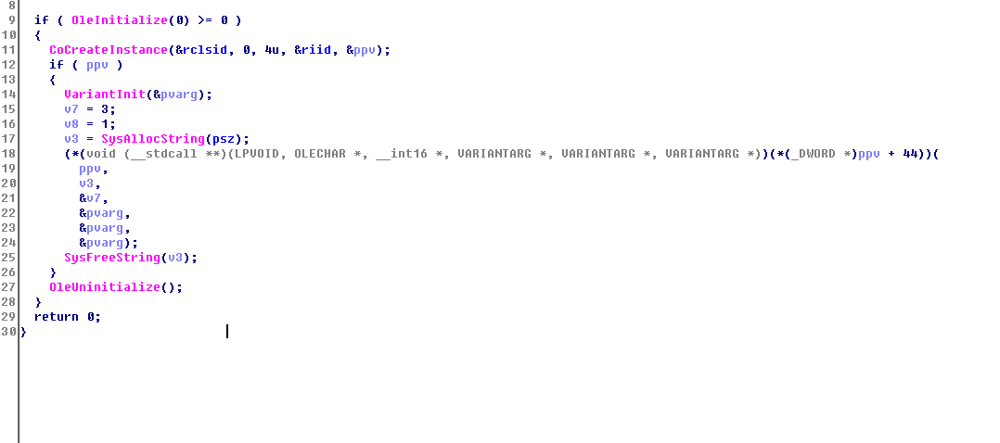 8
9 if ( OleInitialize(0) >= 0 )
10 {
11 CoCreateInstance(&rclsid, 0, 4u, &riid, &ppv);
12 if ( ppv )
13 {
14 VariantInit(&pvarg);
15 v7 = 3;
16 v8 = 1;
17 v3 = SysAllocString(psz);
18 (*(void (__stdcall **)(LPVOID, OLECHAR *, __int16 *, VARIANTARG *, VARIANTARG *, VARIANTARG *))(*(_DWORD *)ppv + 44))(
19 ppv,
20 v3,
21 &v7,
22 &pvarg,
23 &pvarg,
24 &pvarg);
25 SysFreeString(v3);
26 }
27 OleUninitialize();
28 }
29 return 0;
30 }